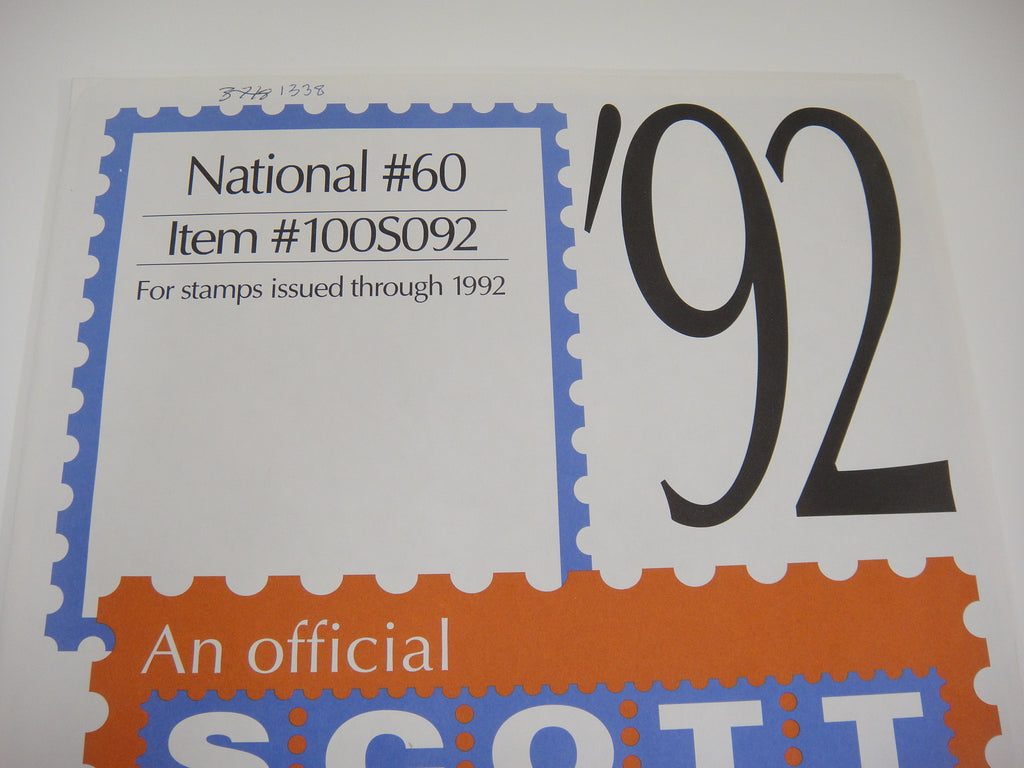 1338
National #60
Item #100S092
For stamps issued through 1992
'92
An official
SCOTT